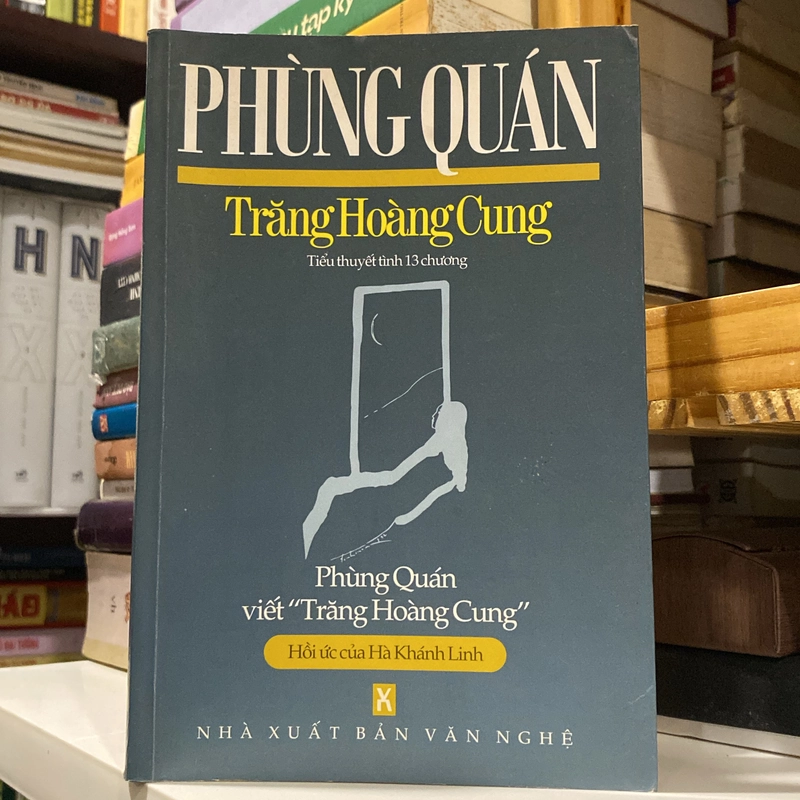 PHÙNG QUÁN
Trăng Hoàng Cung
Tiểu thuyết tình 13 chương
Phùng Quán
viết “Trăng Hoàng Cung”
Hồi ức của Hà Khánh Linh
NHÀ XUẤT BẢN VĂN NGHỆ
HN